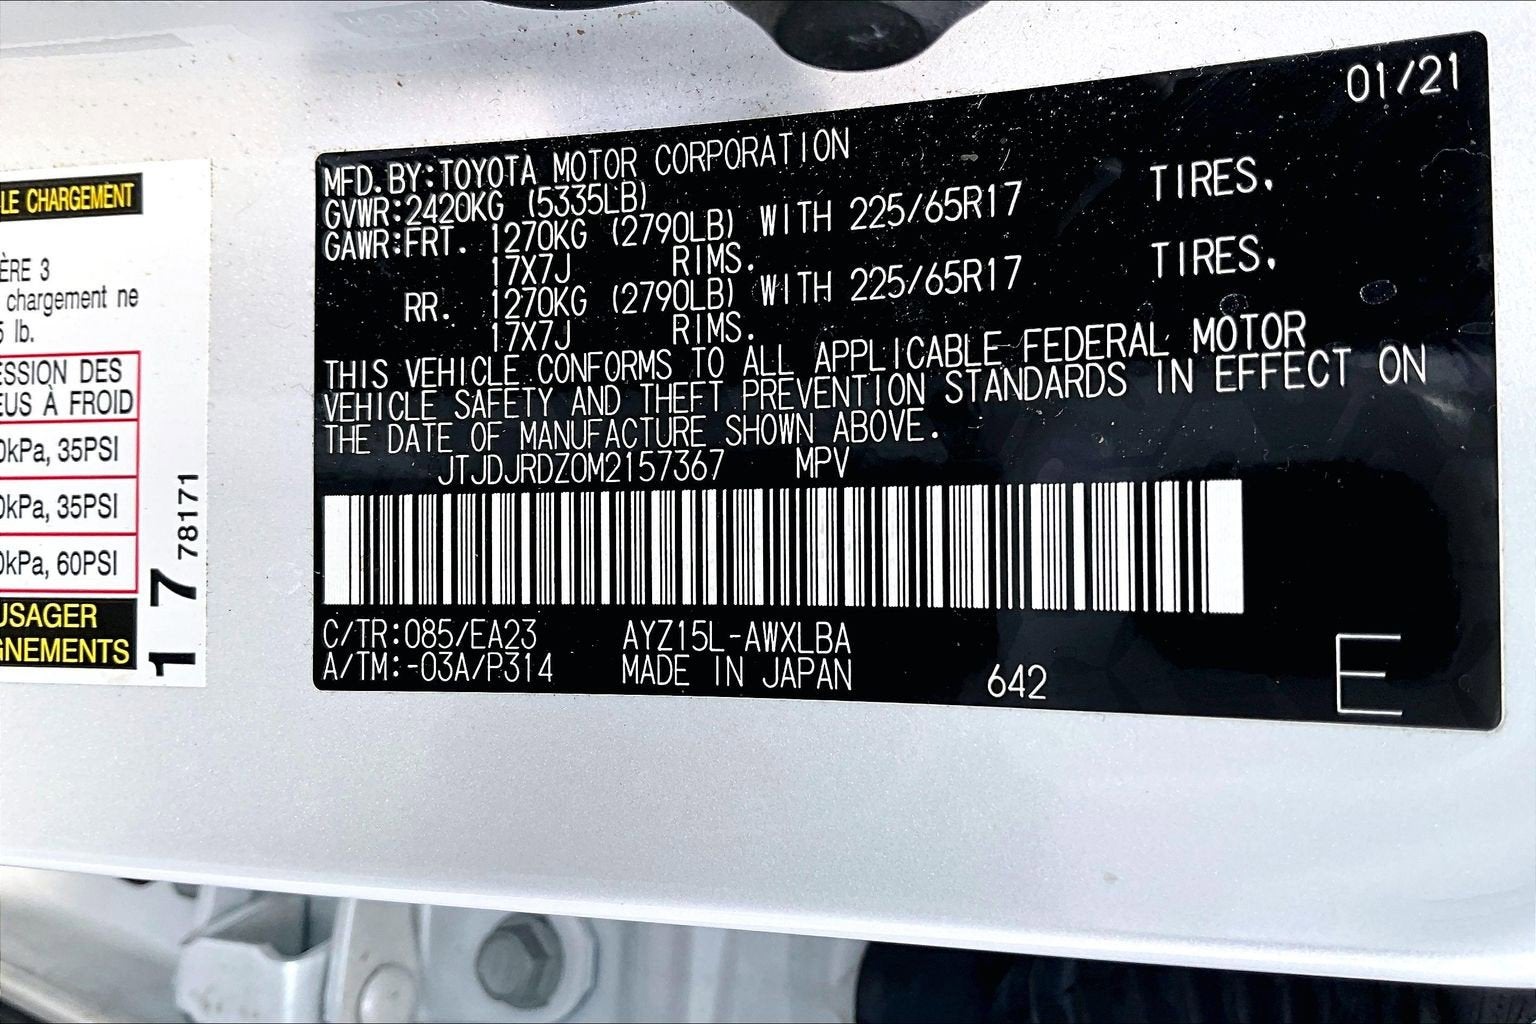 LE CHARGEMENT
ÈRE 3
chargement ne
lb.
SSION DES
EUS À FROID
0kPa, 35PSI
0kPa, 35PSI
0kPa, 60PSI
USAGER
GNEMENTS
17 78171
01/21
MFD. BY: TOYOTA MOTOR CORPORATION
GVWR: 2420KG (5335LB)
GAWR: FRT. 1270KG (2790LB) WITH 225/65R17 TIRES,
17X7J RIMS.
RR. 1270KG (2790LB) WITH 225/65R17 TIRES,
17X7J RIMS.
THIS VEHICLE CONFORMS TO ALL APPLICABLE FEDERAL MOTOR
VEHICLE SAFETY AND THEFT PREVENTION STANDARDS IN EFFECT ON
THE DATE OF MANUFACTURE SHOWN ABOVE.
JTJDJRDZ0M2157367 MPV
C/TR:085/EA23 AYZ15L-AWXLBA
A/TM:-03A/P314 MADE IN JAPAN
642
E